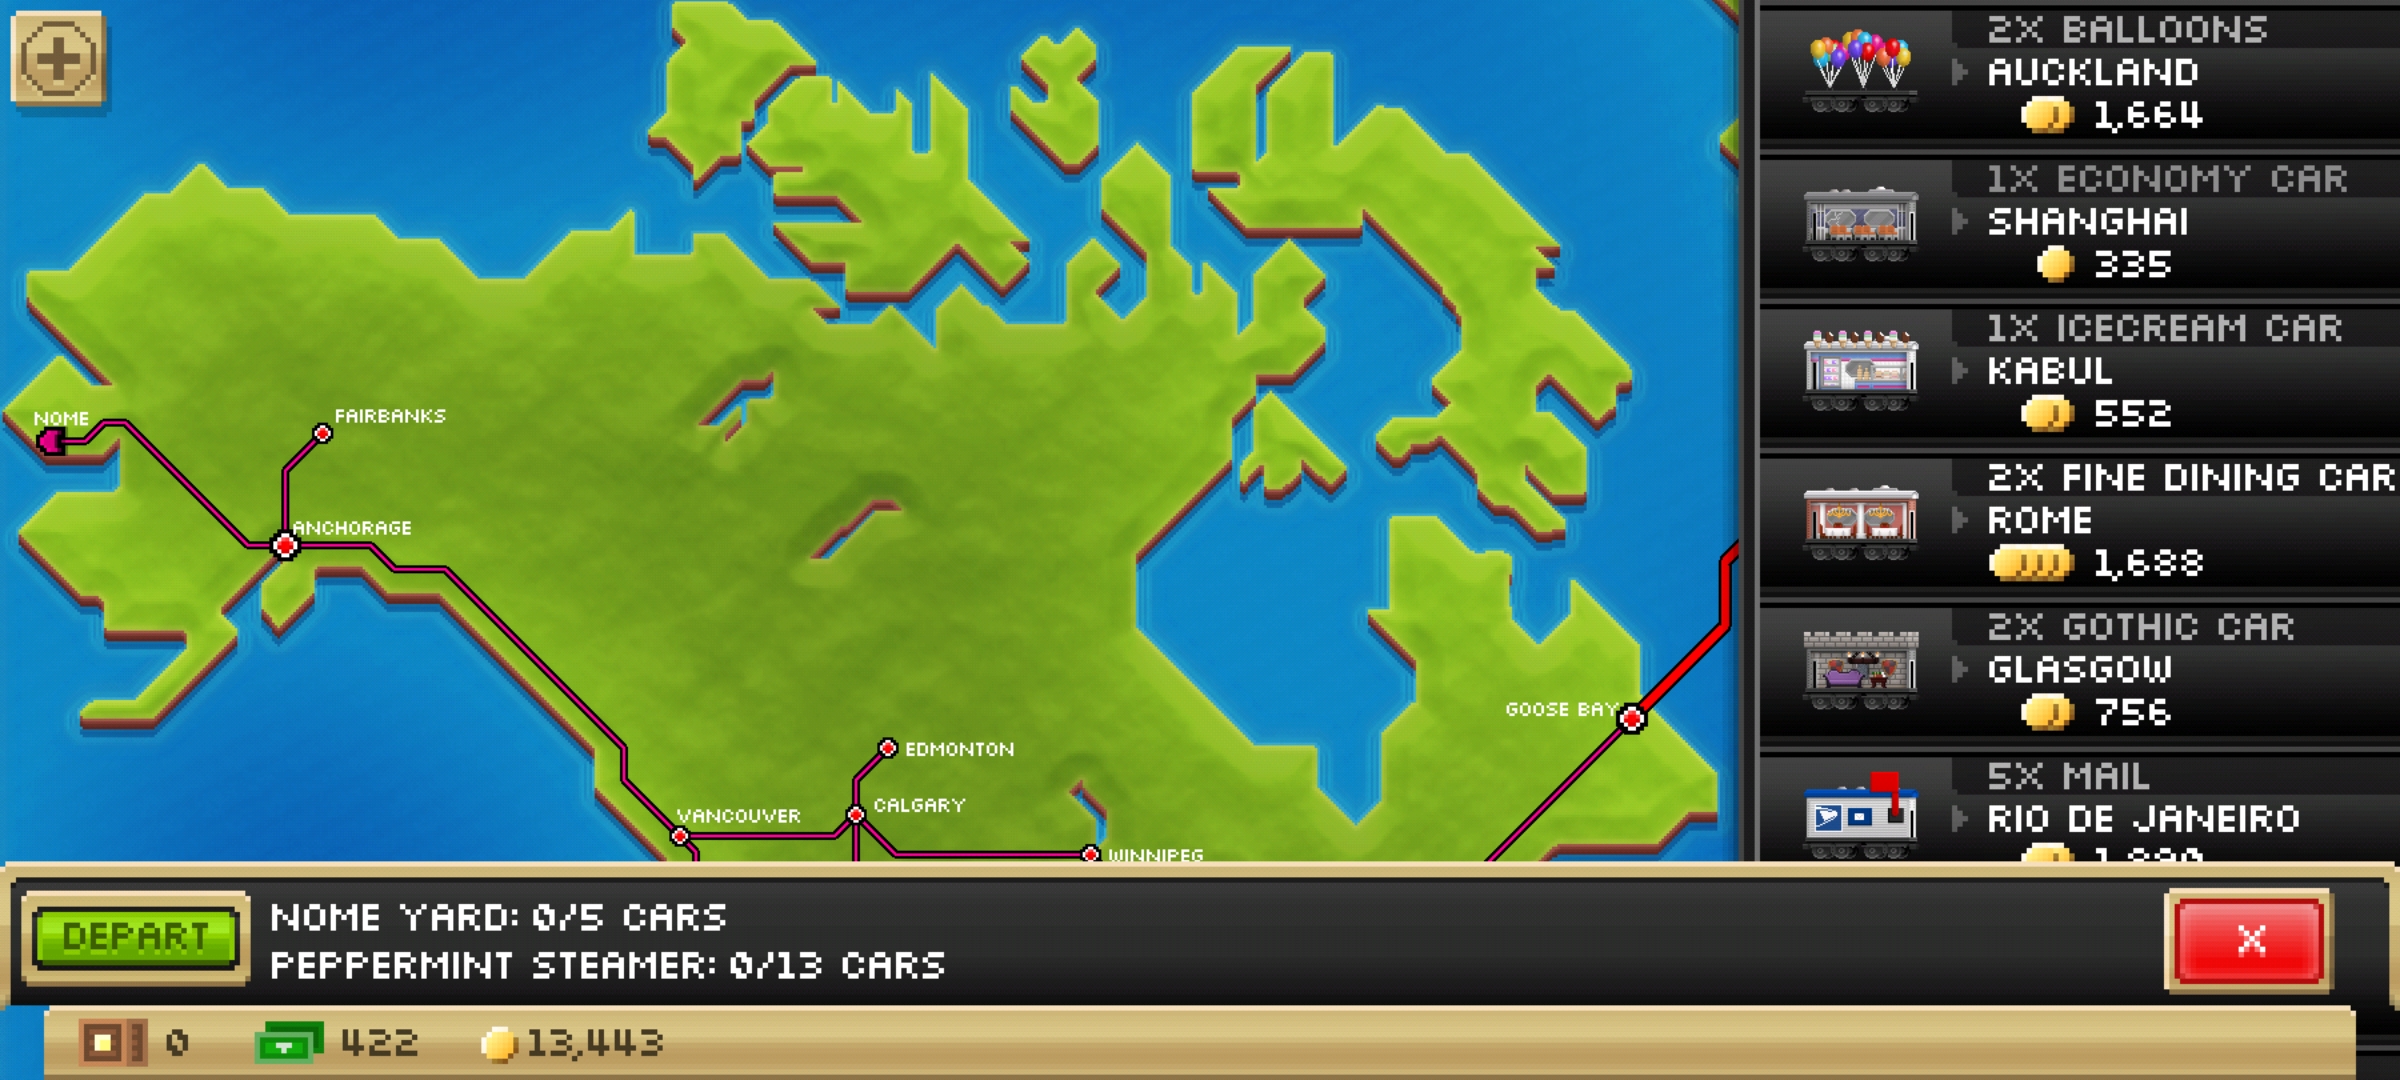 2X BALLOONS
AUCKLAND
1,664
1X ECONOMY CAR
SHANGHAI
335
1X ICECREAM CAR
KABUL
552
2X FINE DINING CAR
ROME
1,688
2X GOTHIC CAR
GLASGOW
756
5X MAIL
RIO DE JANEIRO
NOME
FAIRBANKS
ANCHORAGE
GOOSE BAY
EDMONTON
CALGARY
VANCOUVER
WINNIPEG
DEPART
NOME YARD: 0/5 CARS
PEPPERMINT STEAMER: 0/13 CARS
X
0
422
13,443